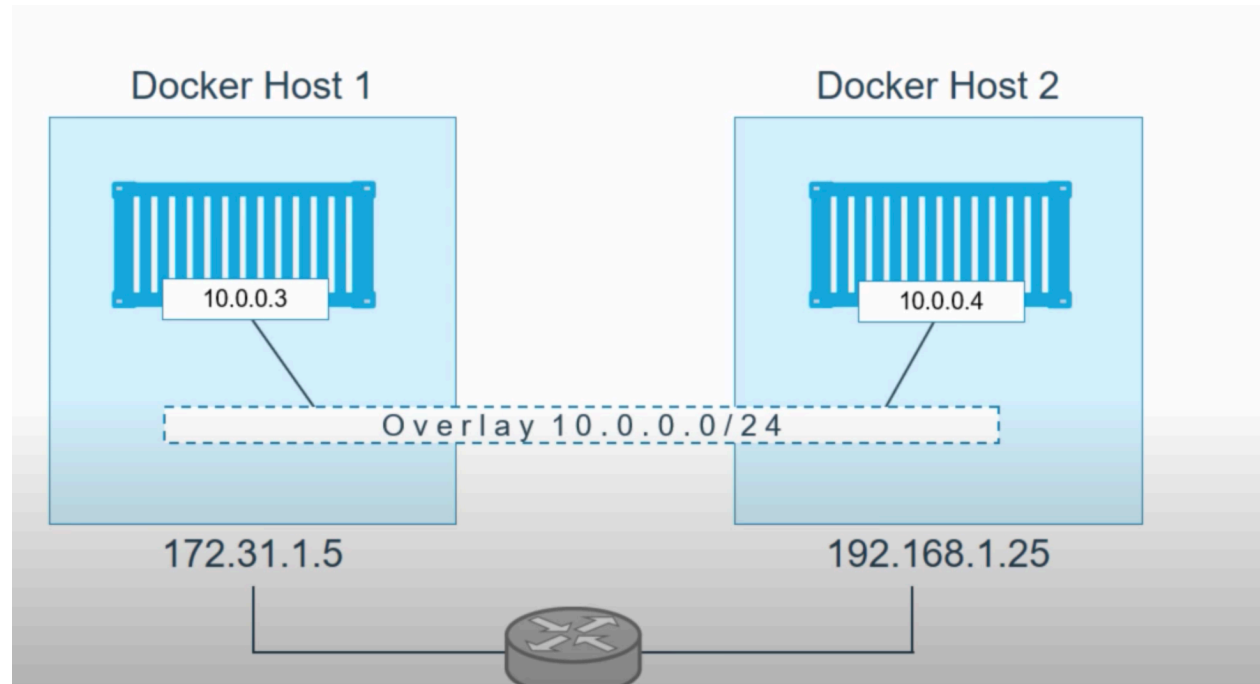 Docker Host 1
Docker Host 2
10.0.0.3
10.0.0.4
Overlay 10.0.0.0/24
172.31.1.5
192.168.1.25